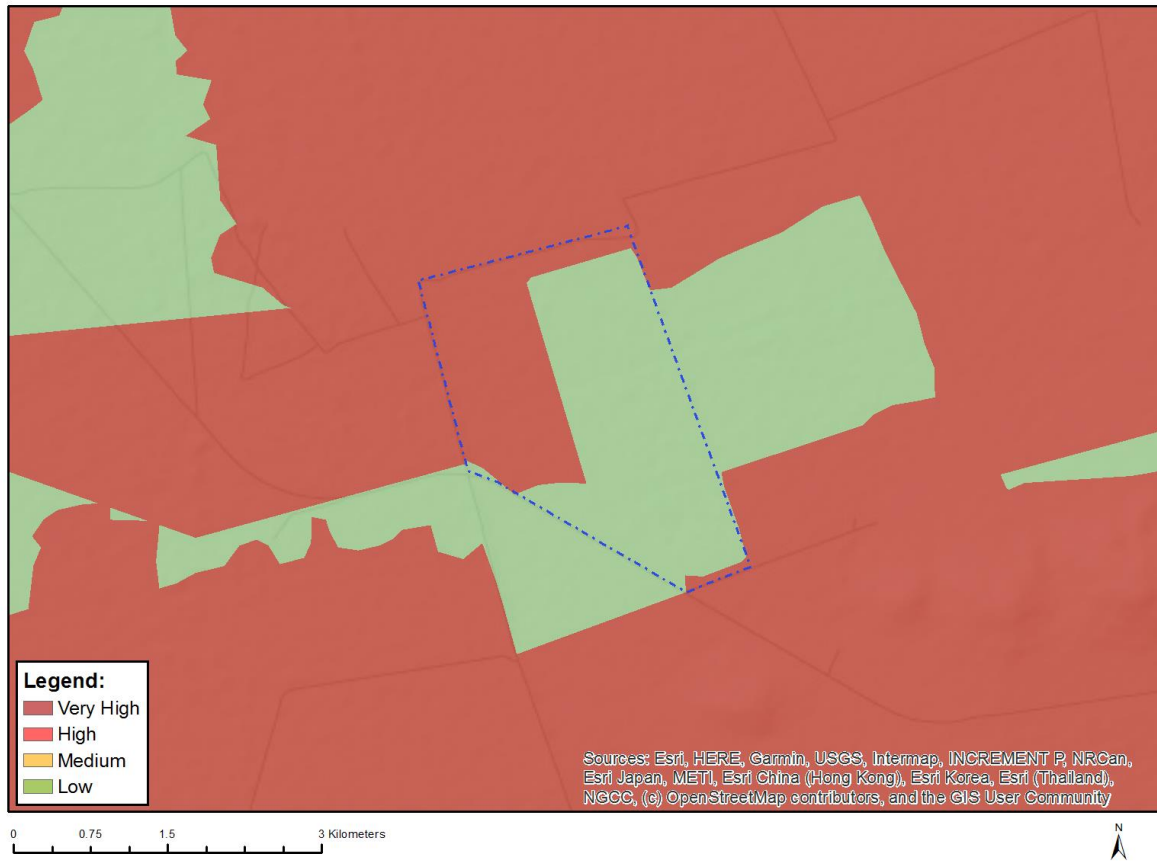 Legend:
Very High
High
Medium
Low
Sources: Esri, HERE, Garmin, USGS, Intermap, INCREMENT P, NRCan,
Esri Japan, METI, Esri China (Hong Kong), Esri Korea, Esri (Thailand),
NGCC, (c) OpenStreetMap contributors, and the GIS User Community
0 0.75 1.5 3 Kilometers
N